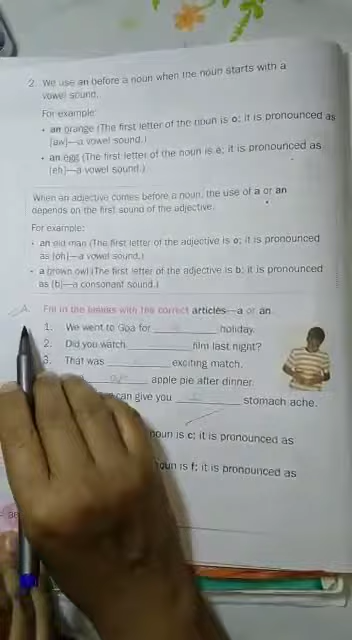 2. We use an before a noun when the noun starts with a
vowel sound.
For example:
• an orange (The first letter of the noun is o; it is pronounced as
[aw]—a vowel sound.)
• an egg (The first letter of the noun is e; it is pronounced as
[eh]—a vowel sound.)
When an adjective comes before a noun, the use of a or an
depends on the first sound of the adjective.
For example:
• an old man (The first letter of the adjective is o; it is pronounced
as [oh]—a vowel sound.)
• a brown owl (The first letter of the adjective is b; it is pronounced
as [b]—a consonant sound.)
A. Fill in the blanks with the correct articles—a or an.
1. We went to Goa for ________ holiday.
2. Did you watch ________ film last night?
3. That was ________ exciting match.
________ apple pie after dinner.
can give you ________ stomach ache.
noun is c; it is pronounced as
noun is f; it is pronounced as